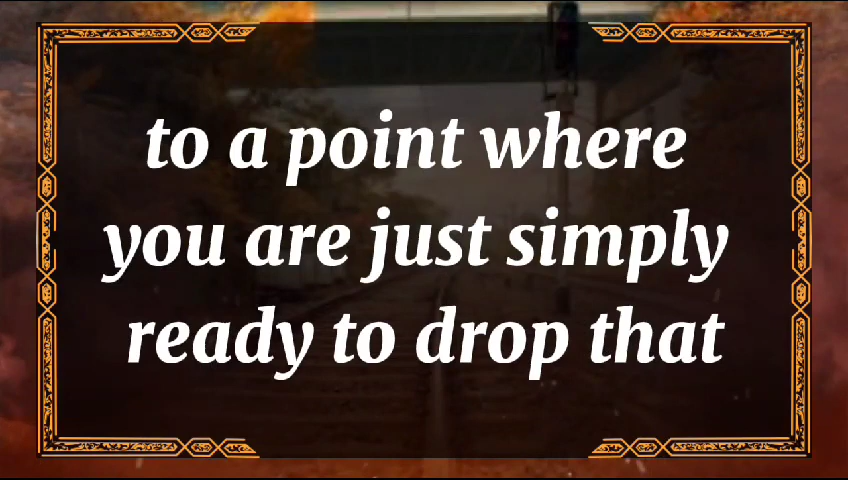 to a point where
you are just simply
ready to drop that